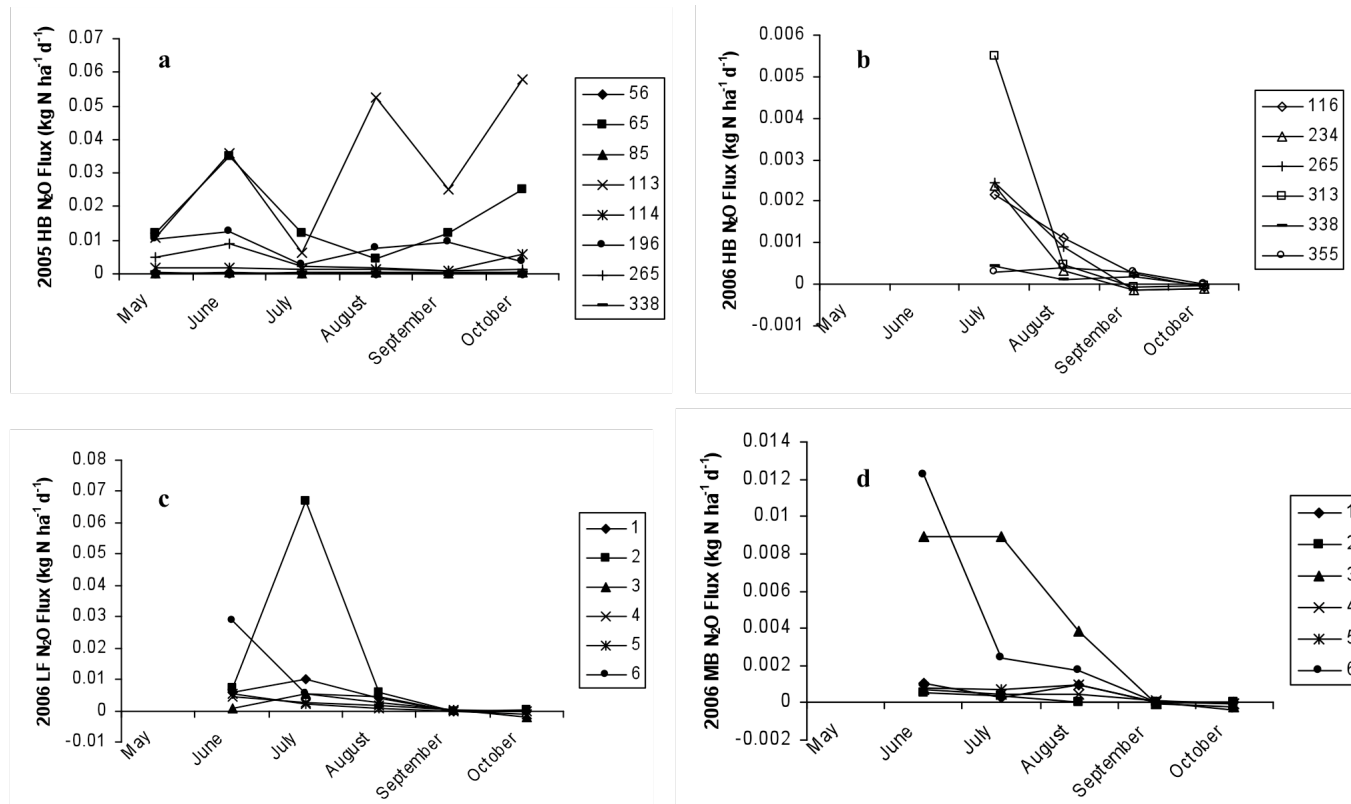 a
2005 HB N₂O Flux (kg N ha⁻¹ d⁻¹)
0.07
0.06
0.05
0.04
0.03
0.02
0.01
0
May
June
July
August
September
October
56
65
85
113
114
196
265
338
b
2006 HB N₂O Flux (kg N ha⁻¹ d⁻¹)
0.006
0.005
0.004
0.003
0.002
0.001
0.000
-0.001
May
June
July
August
September
October
116
234
265
313
338
355
c
2006 LF N₂O Flux (kg N ha⁻¹ d⁻¹)
0.08
0.07
0.06
0.05
0.04
0.03
0.02
0.01
0
-0.01
May
June
July
August
September
October
1
2
3
4
5
6
d
2006 MB N₂O Flux (kg N ha⁻¹ d⁻¹)
0.014
0.012
0.01
0.008
0.006
0.004
0.002
0
-0.002
May
June
July
August
September
October
1
2
3
4
5
6